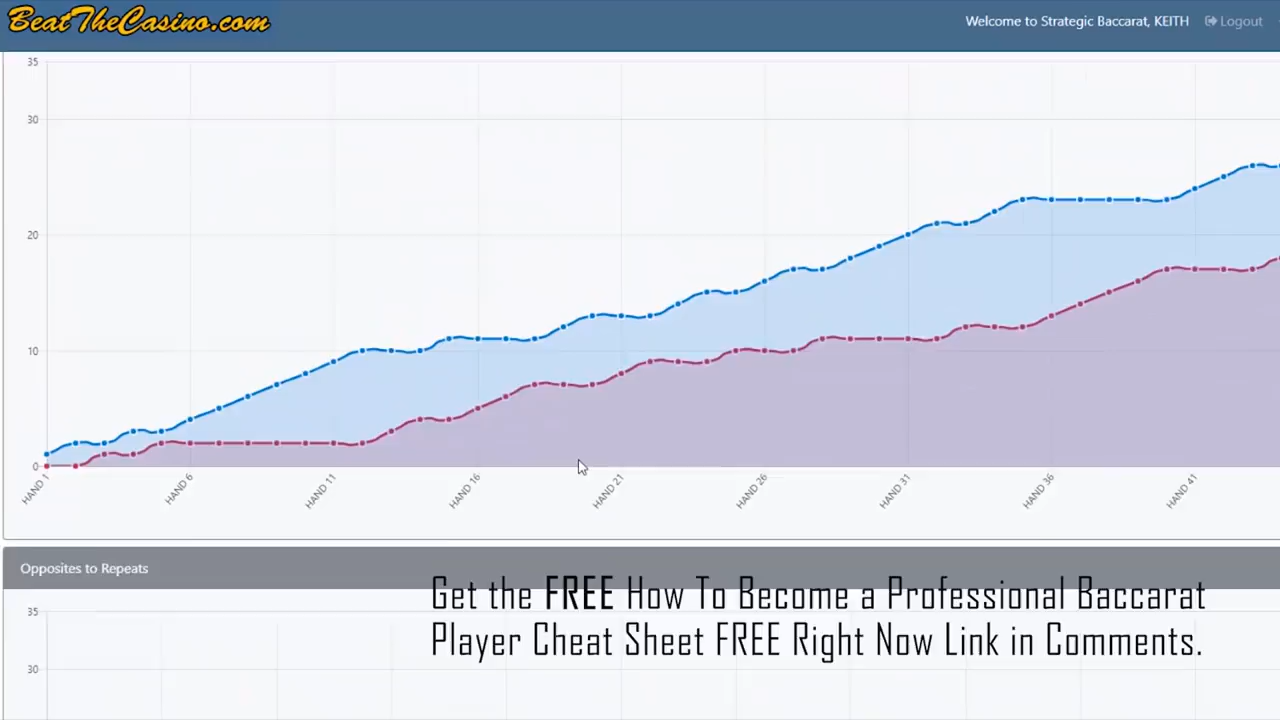 BeatTheCasino.com
Welcome to Strategic Baccarat, KEITH Logout
35
30
20
10
0
HAND 1 HAND 6 HAND 11 HAND 16 HAND 21 HAND 26 HAND 31 HAND 36 HAND 41
Opposites to Repeats
Get the FREE How To Become a Professional Baccarat
Player Cheat Sheet FREE Right Now Link in Comments.
35
30